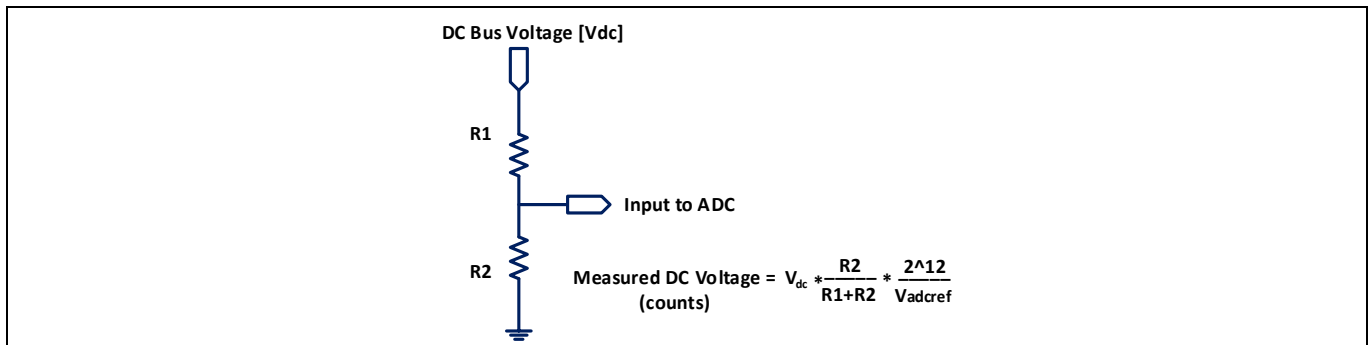 DC Bus Voltage [Vdc]
R1
Input to ADC
R2
Measured DC Voltage = Vdc * R2 / R1+R2 * 2^12 / Vadcref
(counts)